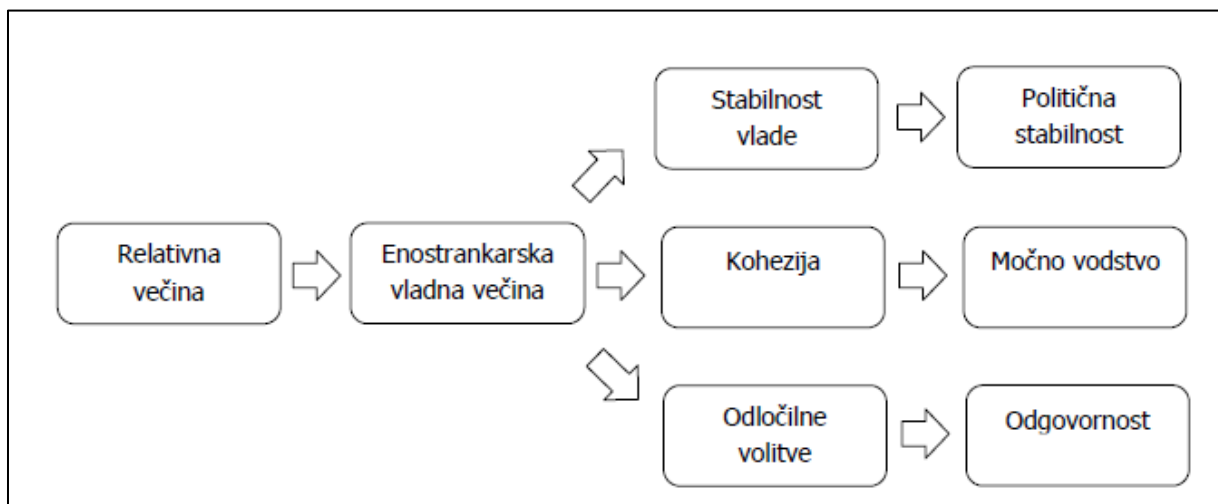 Relativna
večina
Enostrankarska
vladna večina
Stabilnost
vlade
Politična
stabilnost
Kohezija
Močno vodstvo
Odločilne
volitve
Odgovornost